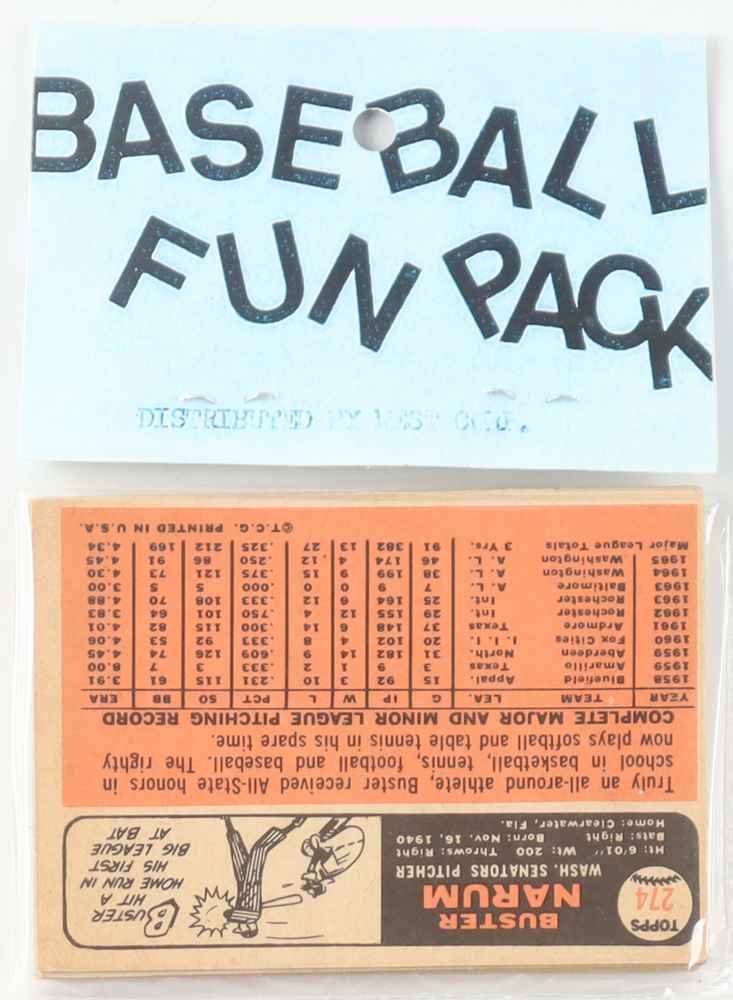 BASEBALL
FUN PACK
DISTRIBUTED BY WEST CORP.
TOPPS
274
BUSTER
NARUM
WASH. SENATORS PITCHER
Ht: 6'01" Wt: 200 Throws: Right
Bats: Right Born: Nov. 16, 1940
Home: Clearwater, Fla.
BUSTER
HIT A
HOME RUN IN
HIS FIRST
BIG LEAGUE
AT BAT
B
Truly an all-around athlete, Buster received All-State honors in
school in basketball, tennis, football and baseball. The righty
now plays softball and table tennis in his spare time.
COMPLETE MAJOR AND MINOR LEAGUE PITCHING RECORD
YEAR TEAM LEA. G IP W L PCT. SO BB ERA
1958 Bluefield Appal. 15 92 3 10 .231 115 61 3.91
1959 Amarillo Texas 3 9 1 2 .333 3 7 8.00
1959 Aberdeen North. 31 182 14 9 .609 126 74 4.45
1960 Fox Cities I. I. I. 20 102 4 8 .333 92 53 4.06
1961 Ardmore Texas 37 148 6 14 .300 115 82 4.01
1962 Rochester Int. 29 155 12 4 .750 101 64 3.83
1963 Rochester Int. 25 164 6 12 .333 108 70 4.88
1963 Baltimore A. L. 7 9 0 0 .000 5 5 3.00
1964 Washington A. L. 38 199 9 15 .375 121 73 4.30
1965 Washington A. L. 46 174 4 12 .250 86 91 4.45
Major League Totals 3 Yrs. 91 382 13 27 .325 212 169 4.34
©T.C.G. PRINTED IN U.S.A.